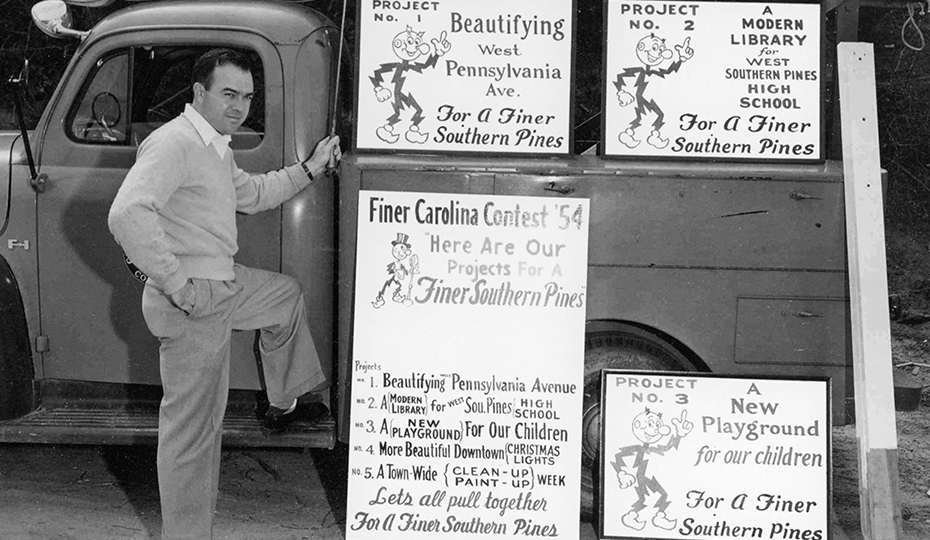 PROJECT
No. 1
Beautifying
West
Pennsylvania
Ave.
For A Finer
Southern Pines
PROJECT
No. 2
A
MODERN
LIBRARY
for
WEST
SOUTHERN PINES
HIGH
SCHOOL
For A Finer
Southern Pines
Finer Carolina Contest '54
"Here Are Our
Projects For A
Finer Southern Pines"
Projects
No. 1. Beautifying West Pennsylvania Avenue
No. 2. A {MODERN LIBRARY} for West Sou. Pines {HIGH SCHOOL
No. 3. A {NEW PLAYGROUND} For Our Children
No. 4. More Beautiful Downtown {CHRISTMAS LIGHTS
No. 5. A Town-Wide {CLEAN-UP PAINT-UP} WEEK
Lets all pull together
For A Finer Southern Pines
PROJECT
No. 3
A
New
Playground
for our children
For A Finer
Southern Pines
F-H
CO